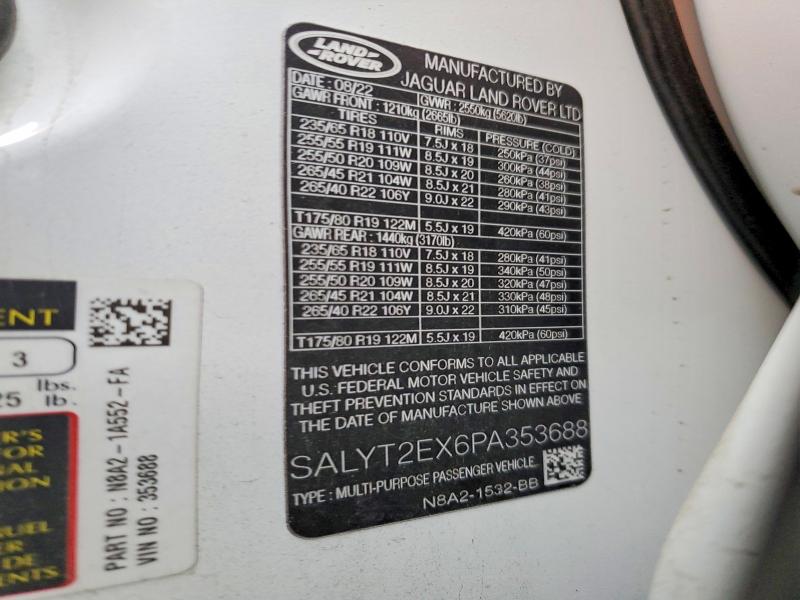 LAND
ROVER
MANUFACTURED BY
JAGUAR LAND ROVER LTD
DATE : 08/22 GVWR : 2550kg (5620lb)
GAWR FRONT : 1210kg (2665lb)
TIRES RIMS PRESSURE (COLD)
235/65 R18 110V 7.5J x 18 250kPa (37psi)
255/55 R19 111W 8.5J x 19 300kPa (44psi)
255/50 R20 109W 8.5J x 20 260kPa (38psi)
265/45 R21 104W 8.5J x 21 280kPa (41psi)
265/40 R22 106Y 9.0J x 22 290kPa (43psi)
T175/80 R19 122M 5.5J x 19 420kPa (60psi)
GAWR REAR : 1440kg (3170lb)
235/65 R18 110V 7.5J x 18 280kPa (41psi)
255/55 R19 111W 8.5J x 19 340kPa (50psi)
255/50 R20 109W 8.5J x 20 320kPa (47psi)
265/45 R21 104W 8.5J x 21 330kPa (48psi)
265/40 R22 106Y 9.0J x 22 310kPa (45psi)
T175/80 R19 122M 5.5J x 19 420kPa (60psi)
THIS VEHICLE CONFORMS TO ALL APPLICABLE
U.S. FEDERAL MOTOR VEHICLE SAFETY AND
THEFT PREVENTION STANDARDS IN EFFECT ON
THE DATE OF MANUFACTURE SHOWN ABOVE
SALYT2EX6PA353688
TYPE : MULTI-PURPOSE PASSENGER VEHICLE.
N8A2-1532-BB
ENT
3
lbs.
25 lb.
ER'S
FOR
NAL
ION
RUEL
ER
DE
MENTS
PART NO : N8A2-1A552-FA
VIN NO : 353688